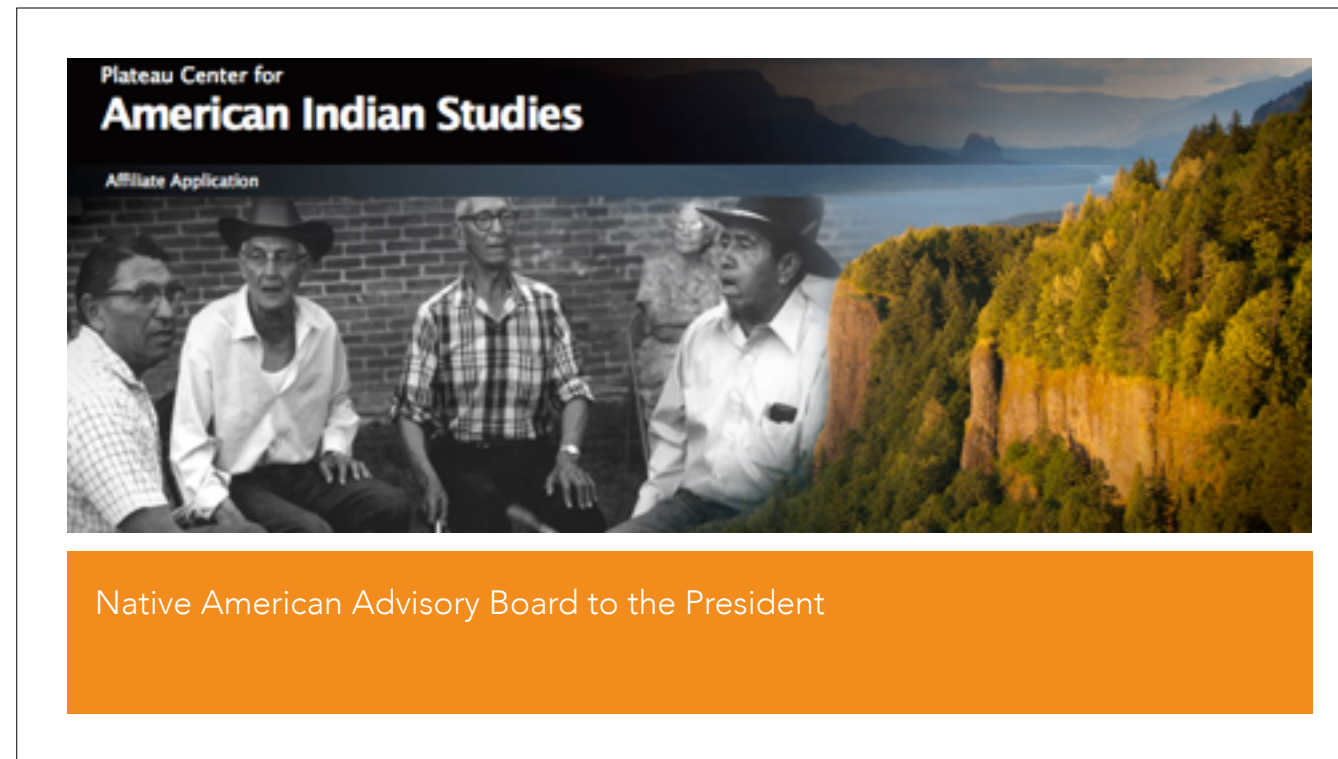 Plateau Center for
American Indian Studies
Affiliate Application
Native American Advisory Board to the President